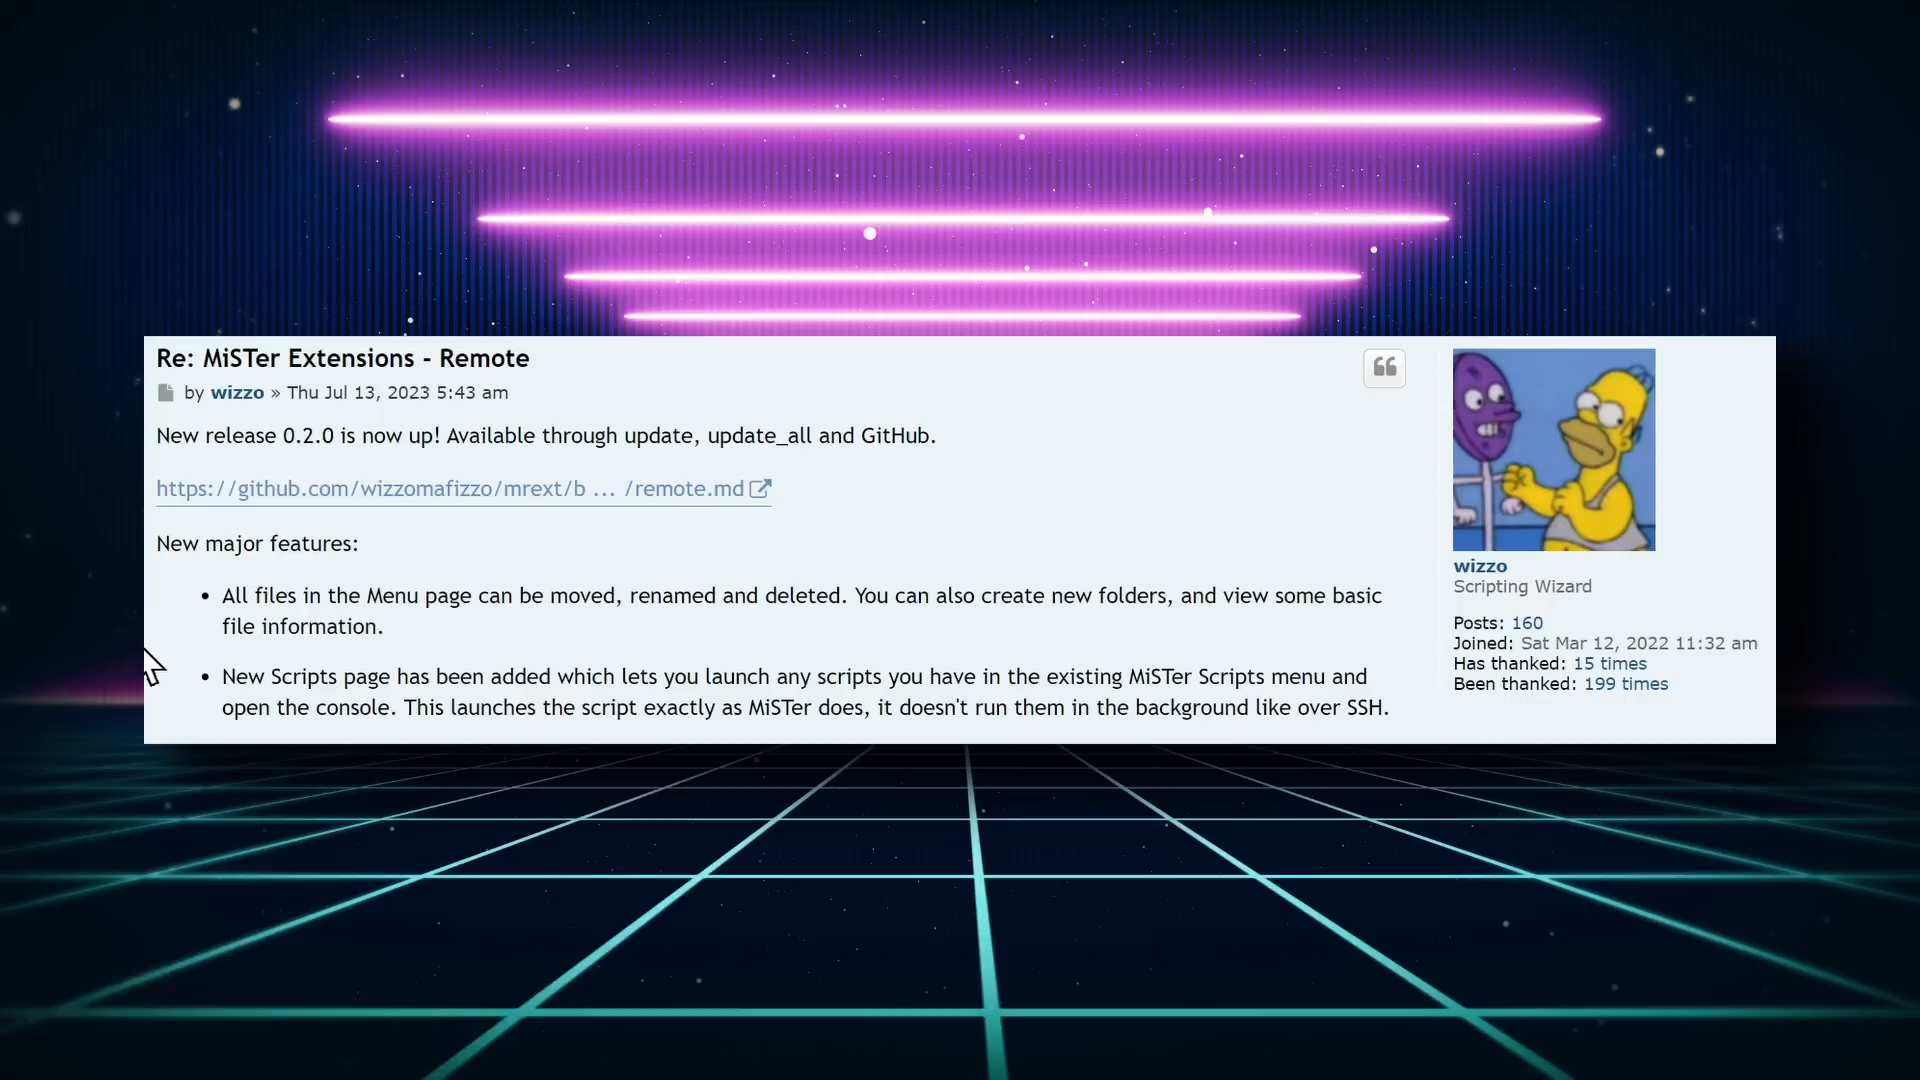 Re: MiSTer Extensions - Remote
by wizzo » Thu Jul 13, 2023 5:43 am
New release 0.2.0 is now up! Available through update, update_all and GitHub.
https://github.com/wizzomafizzo/mrext/b ... /remote.md
New major features:
• All files in the Menu page can be moved, renamed and deleted. You can also create new folders, and view some basic
file information.
• New Scripts page has been added which lets you launch any scripts you have in the existing MiSTer Scripts menu and
open the console. This launches the script exactly as MiSTer does, it doesn't run them in the background like over SSH.
wizzo
Scripting Wizard
Posts: 160
Joined: Sat Mar 12, 2022 11:32 am
Has thanked: 15 times
Been thanked: 199 times